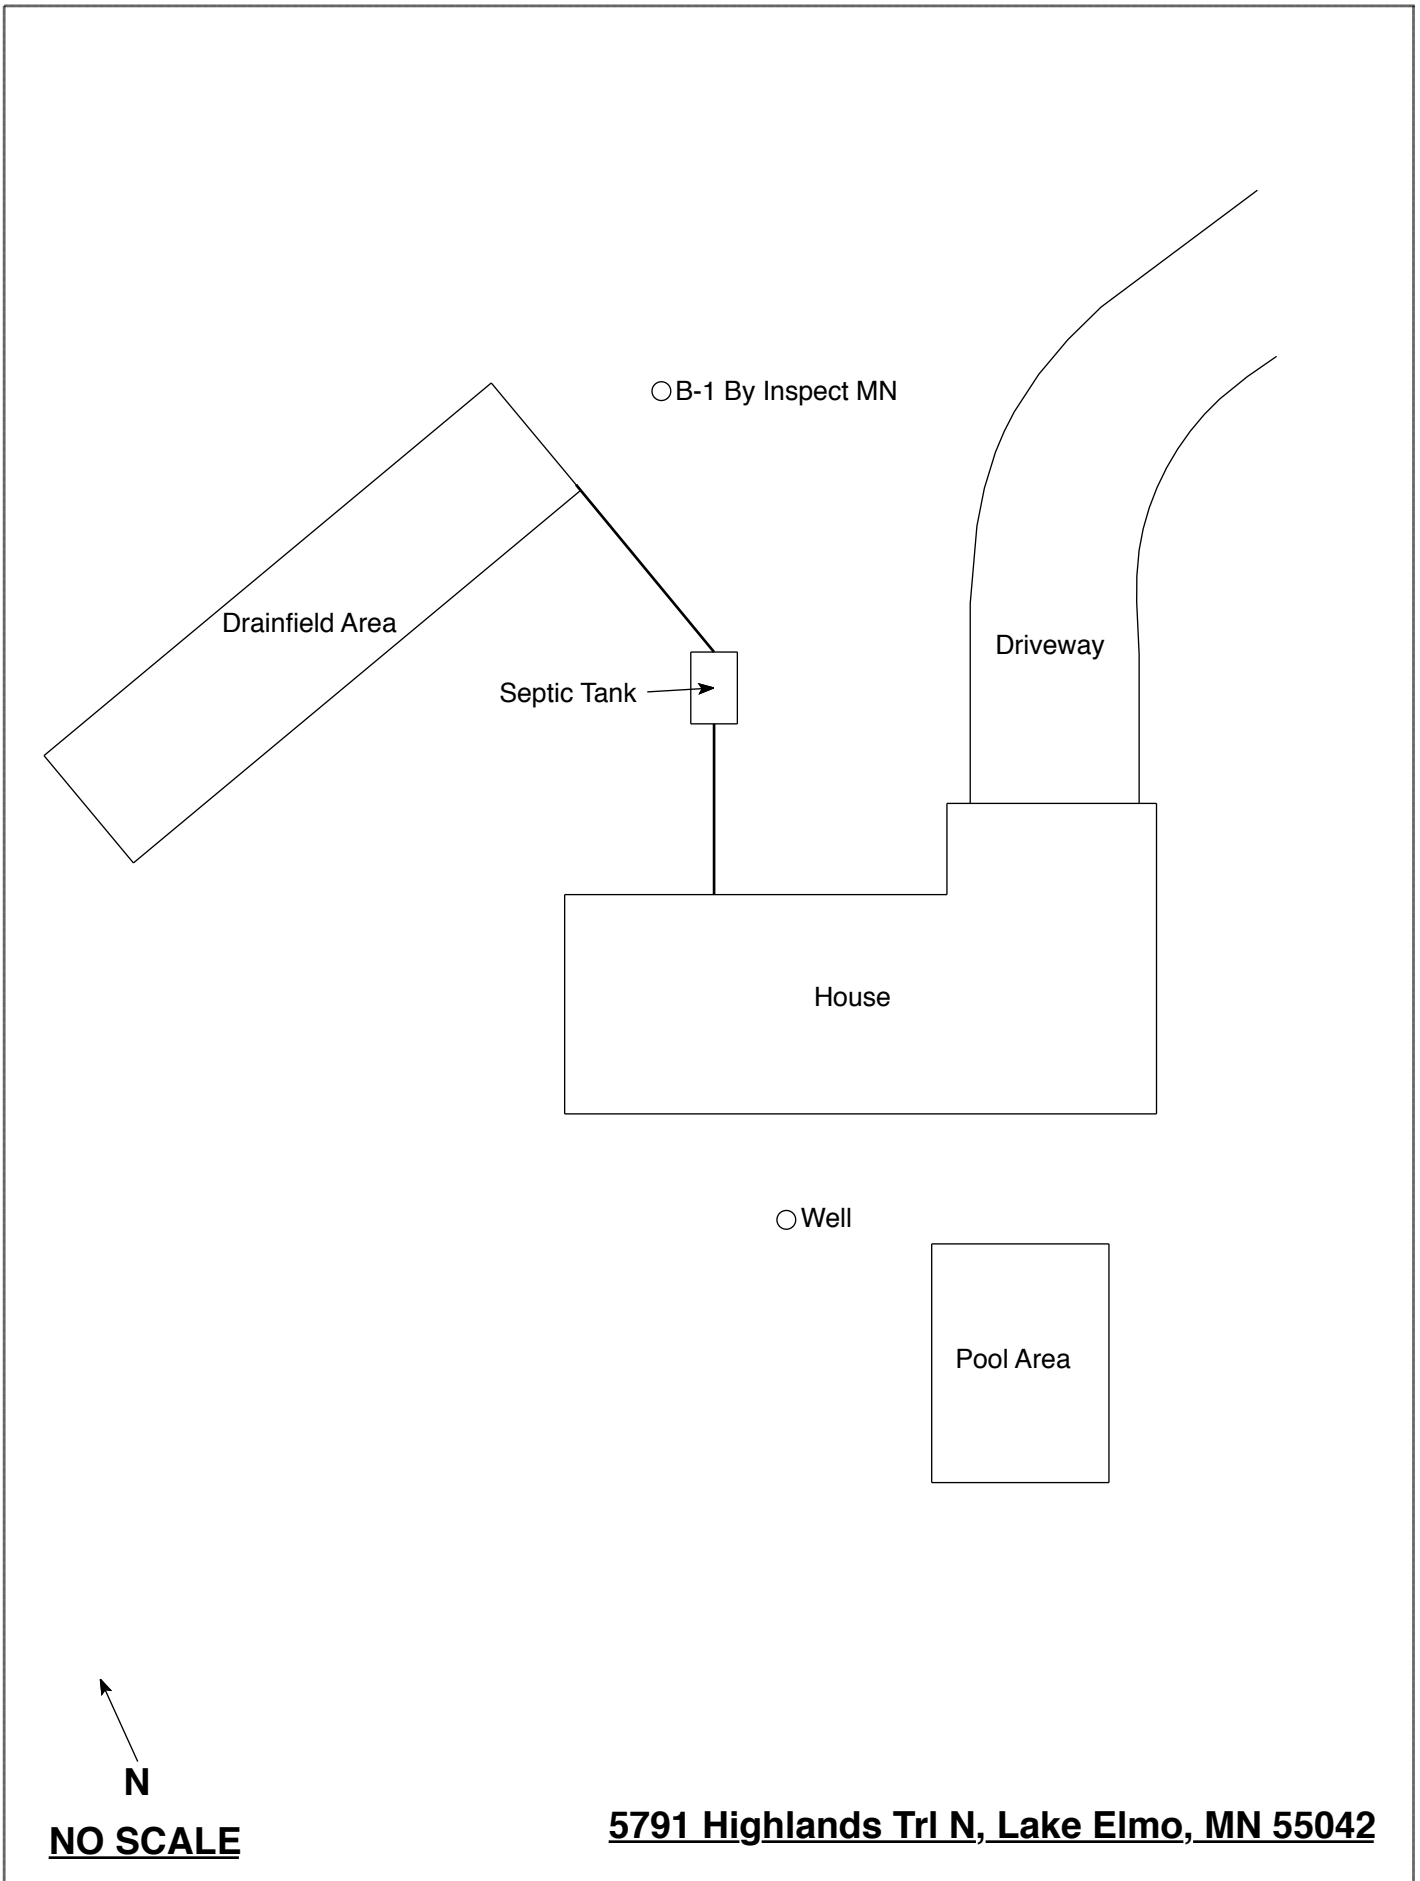 B-1 By Inspect MN
Drainfield Area
Driveway
Septic Tank
House
Well
Pool Area
N
NO SCALE
5791 Highlands Trl N, Lake Elmo, MN 55042